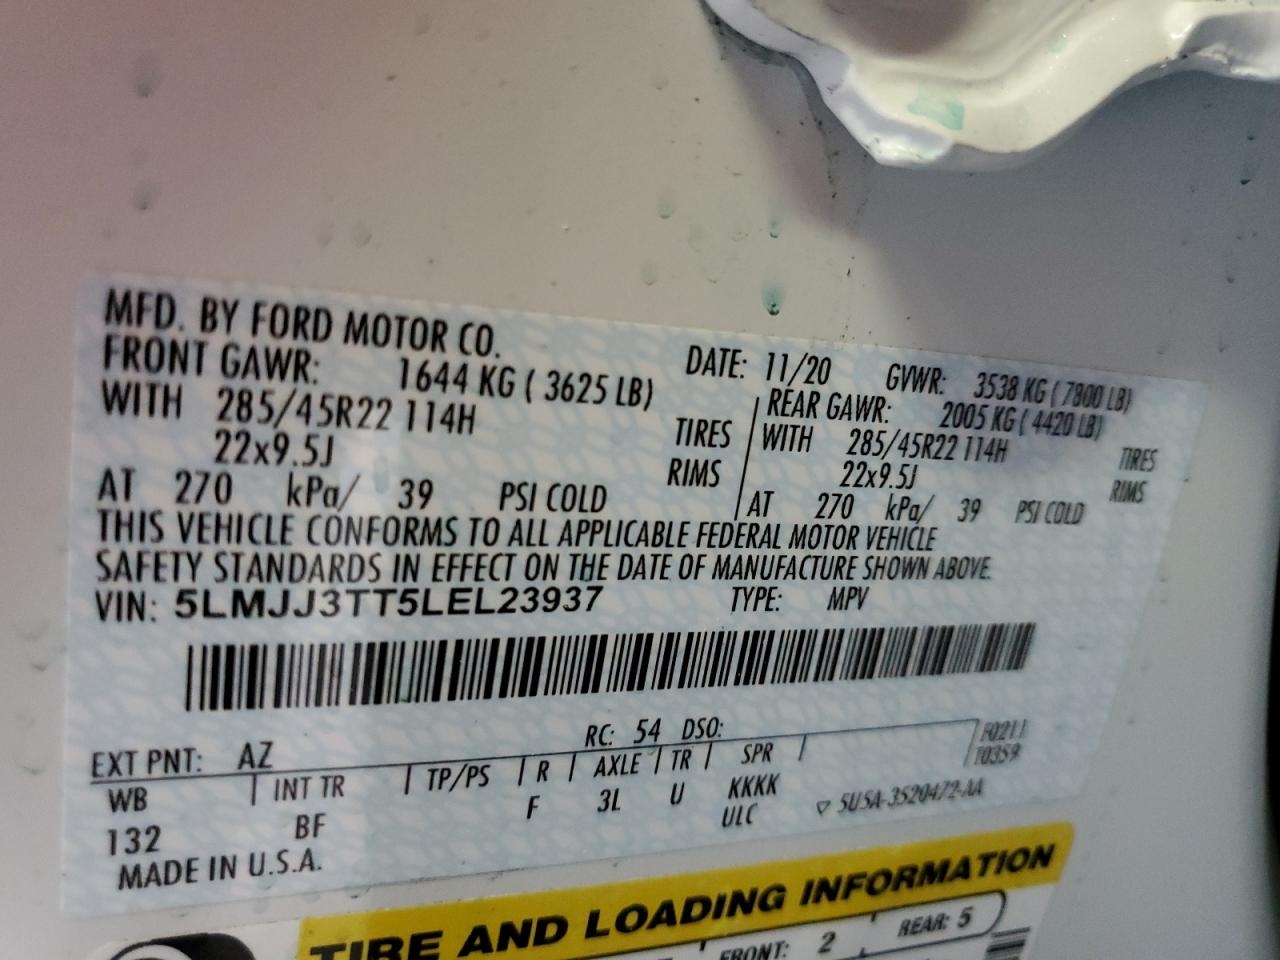 MFD. BY FORD MOTOR CO.
DATE: 11/20 GVWR: 3538 KG ( 7800 LB)
FRONT GAWR: 1644 KG ( 3625 LB)
REAR GAWR: 2005 KG ( 4420 LB)
WITH 285/45R22 114H TIRES
WITH 285/45R22 114H TIRES
22x9.5J RIMS
22x9.5J RIMS
AT 270 kPa/ 39 PSI COLD
AT 270 kPa/ 39 PSI COLD
THIS VEHICLE CONFORMS TO ALL APPLICABLE FEDERAL MOTOR VEHICLE
SAFETY STANDARDS IN EFFECT ON THE DATE OF MANUFACTURE SHOWN ABOVE.
VIN: 5LMJJ3TT5LEL23937 TYPE: MPV
EXT PNT: AZ RC: 54 DSO:
F0211
T0359
WB INT TR TP/PS R AXLE TR SPR
132 BF F 3L U KKKK
ULC
5U5A-3520472-AA
MADE IN U.S.A.
TIRE AND LOADING INFORMATION
FRONT: 2 REAR: 5